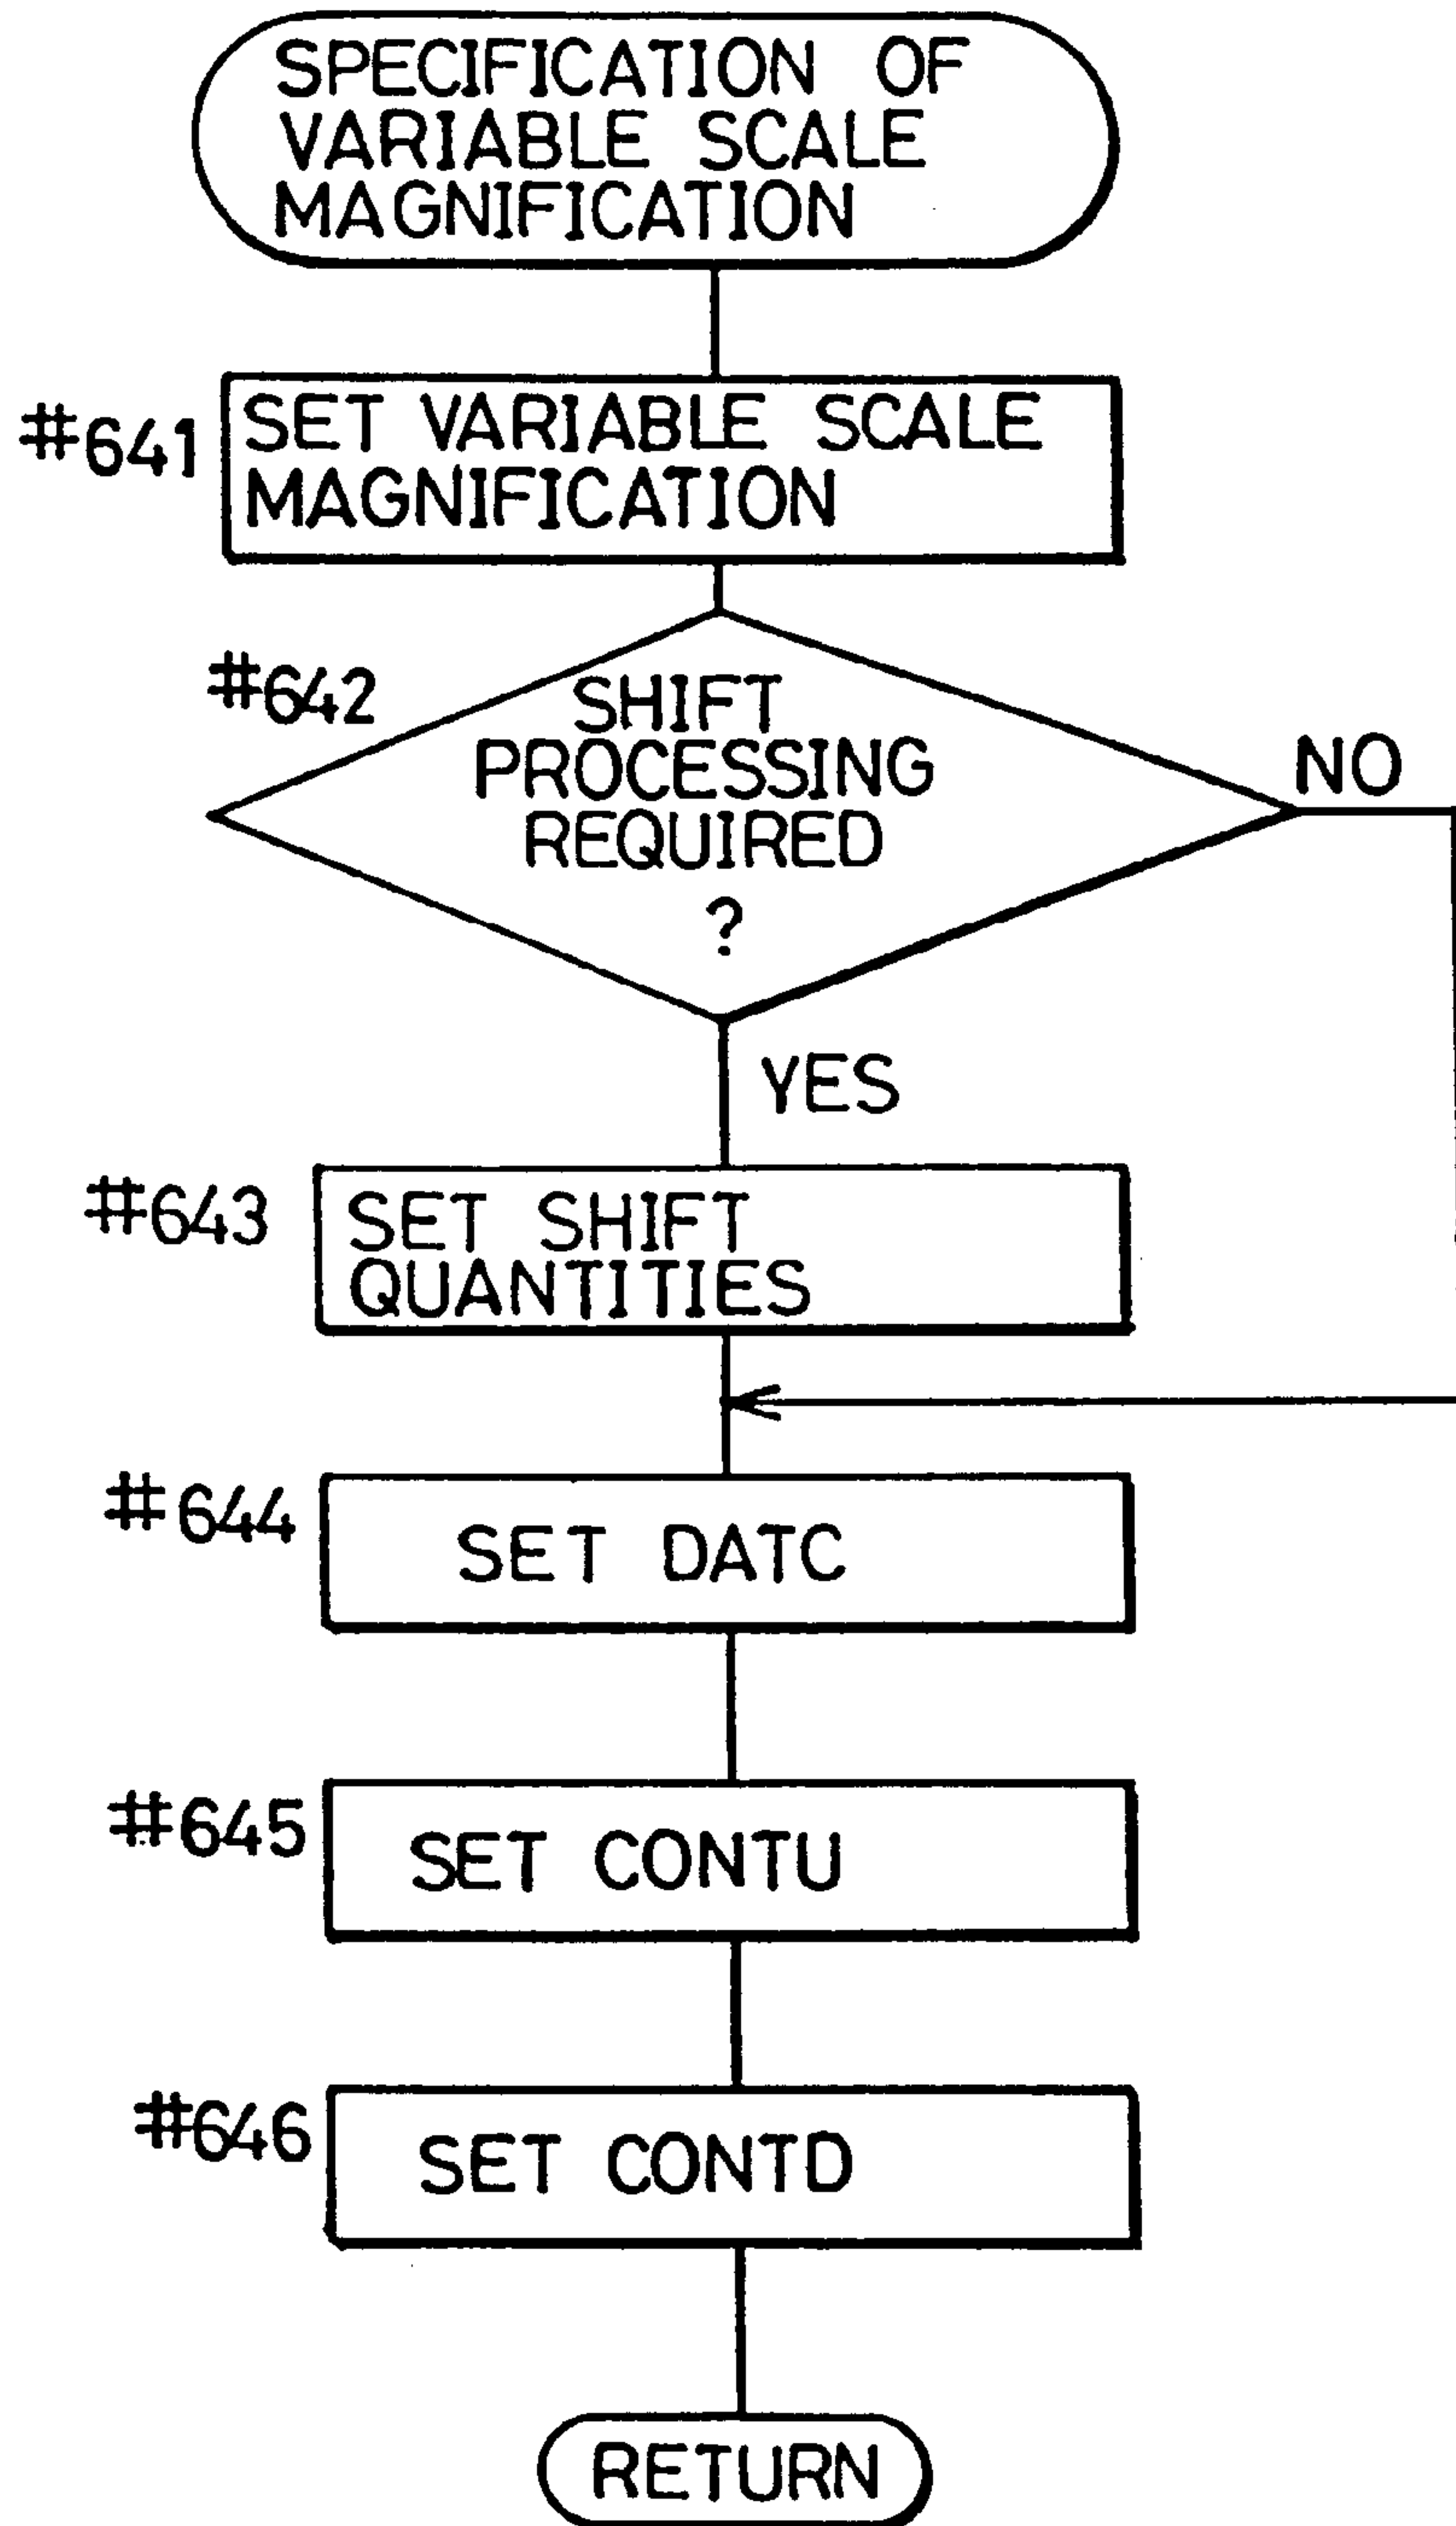 SPECIFICATION OF
VARIABLE SCALE
MAGNIFICATION
#641
SET VARIABLE SCALE
MAGNIFICATION
#642
SHIFT
PROCESSING
REQUIRED
?
NO
YES
#643
SET SHIFT
QUANTITIES
#644
SET DATC
#645
SET CONTU
#646
SET CONTD
RETURN